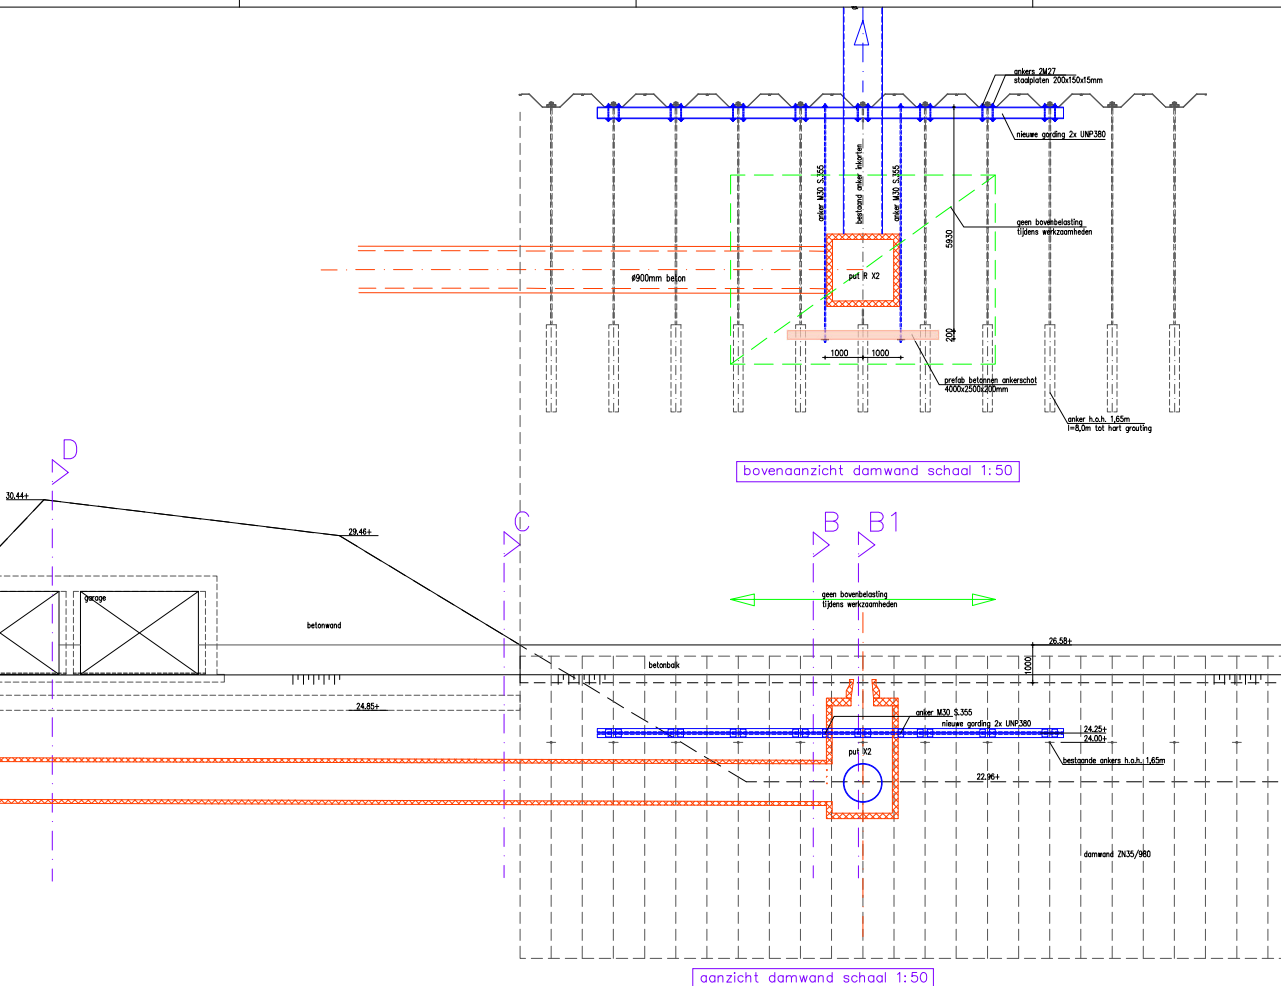 ankers 2M27
staalplaten 200x150x15mm
nieuwe gording 2x UNP380
anker M30 S.355
bestaand anker inkorten
anker M30 S.355
geen bovenbelasting
tijdens werkzaamheden
5930
ø900mm beton
put R X2
200
1000
1000
prefab betonnen ankerschot
4000x2500x200mm
anker h.o.h. 1,65m
l=8,0m tot hart grouting
bovenaanzicht damwand schaal 1:50
D
30.44+
29.46+
C
B
B1
geen bovenbelasting
tijdens werkzaamheden
garage
betonwand
26.58+
betonbalk
1000
24.85+
anker M30 S.355
nieuwe gording 2x UNP380
24.25+
24.00+
put X2
bestaande ankers h.o.h. 1,65m
22.96+
damwand ZN35/980
aanzicht damwand schaal 1:50